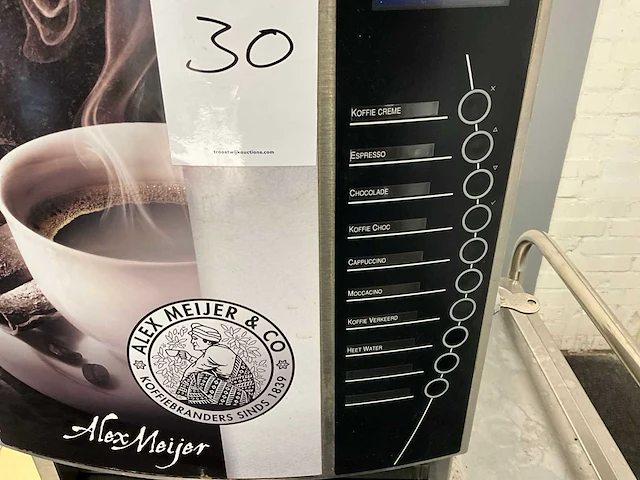 30
troostwijkauctions.com
KOFFIE CREME
ESPRESSO
CHOCOLADE
KOFFIE CHOC
CAPPUCCINO
MOCCACINO
KOFFIE VERKEERD
HEET WATER
ALEX MEIJER & CO
KOFFIEBRANDERS SINDS 1839
Alex Meijer